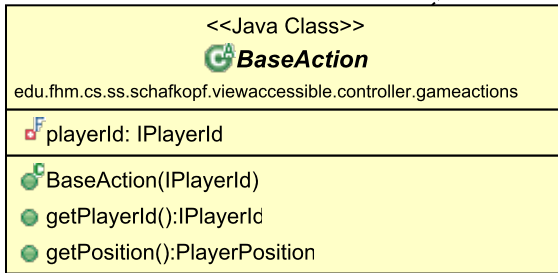 <<Java Class>>
BaseAction
edu.fhm.cs.ss.schafkopf.viewaccessible.controller.gameactions
playerId: IPlayerId
BaseAction(IPlayerId)
getPlayerId():IPlayerId
getPosition():PlayerPosition